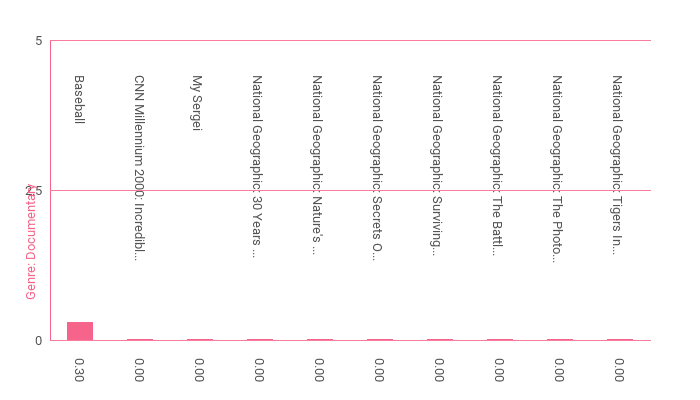 5
2.5
0
Genre: Documentary
Baseball
CNN Millennium 2000: Incredibl...
My Sergei
National Geographic: 30 Years ...
National Geographic: Nature's ...
National Geographic: Secrets O...
National Geographic: Surviving...
National Geographic: The Battl...
National Geographic: The Photo...
National Geographic: Tigers In...
0.30
0.00
0.00
0.00
0.00
0.00
0.00
0.00
0.00
0.00